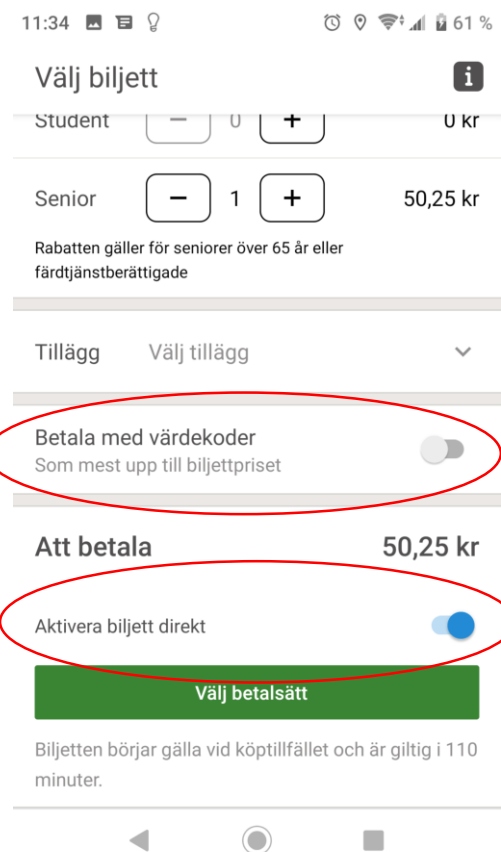 11:34 61 %
Välj biljett
Student 0 0 kr
Senior 1 50,25 kr
Rabatten gäller för seniorer över 65 år eller
färdtjänstberättigade
Tillägg Välj tillägg
Betala med värdekoder
Som mest upp till biljettpriset
Att betala 50,25 kr
Aktivera biljett direkt
Välj betalsätt
Biljetten börjar gälla vid köptillfället och är giltig i 110
minuter.